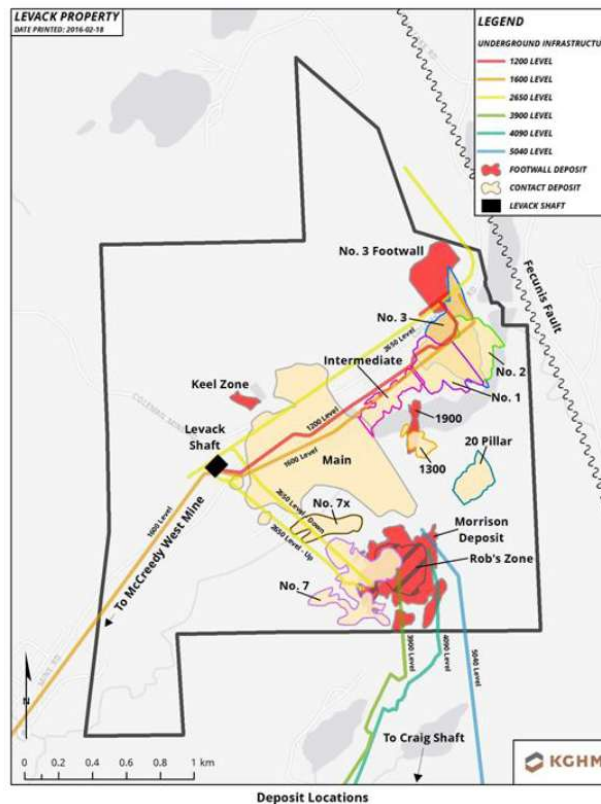 LEVACK PROPERTY
DATE PRINTED: 2016-02-18
LEGEND
UNDERGROUND INFRASTRUCTU
1200 LEVEL
1600 LEVEL
2650 LEVEL
3900 LEVEL
4090 LEVEL
5040 LEVEL
FOOTWALL DEPOSIT
CONTACT DEPOSIT
LEVACK SHAFT
No. 3 Footwall
Fecunis Fault
No. 3
2650 Level
Intermediate
No. 2
Keel Zone
No. 1
1200 Level
1900
Levack
Shaft
1600 Level
Main
1300
20 Pillar
1600 Level
No. 7x
2650 Level - Down
2650 Level - Up
Morrison
Deposit
Rob's Zone
To McCreedy West Mine
No. 7
3900 Level
4090 Level
5040 Level
N
To Craig Shaft
0
0.2
0.4
0.6
0.8
1 km
KGHM
Deposit Locations